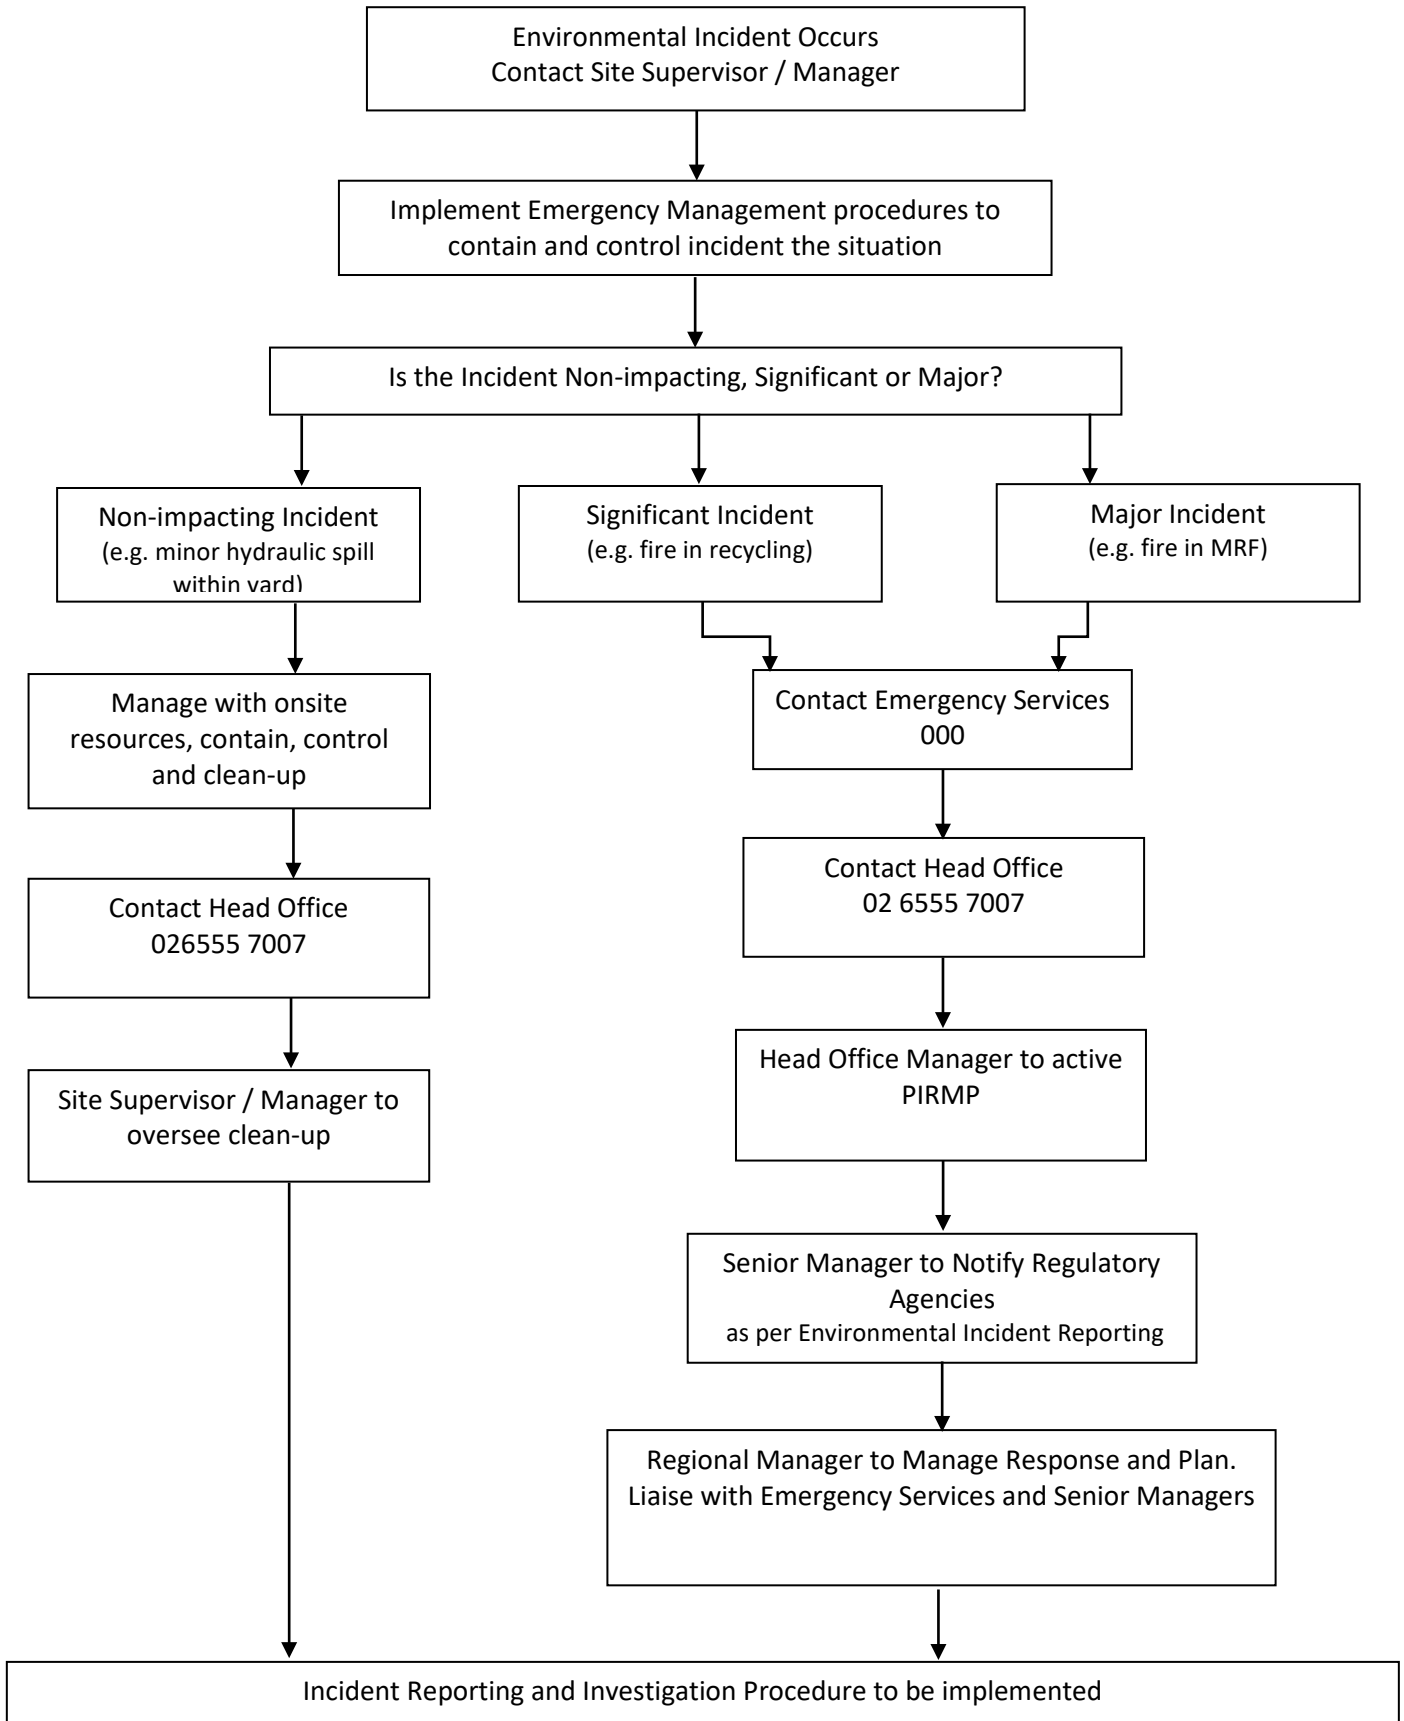 Environmental Incident Occurs
Contact Site Supervisor / Manager
Implement Emergency Management procedures to
contain and control incident the situation
Is the Incident Non-impacting, Significant or Major?
Non-impacting Incident
(e.g. minor hydraulic spill
within yard)
Significant Incident
(e.g. fire in recycling)
Major Incident
(e.g. fire in MRF)
Manage with onsite
resources, contain, control
and clean-up
Contact Head Office
026555 7007
Site Supervisor / Manager to
oversee clean-up
Contact Emergency Services
000
Contact Head Office
02 6555 7007
Head Office Manager to active
PIRMP
Senior Manager to Notify Regulatory
Agencies
as per Environmental Incident Reporting
Regional Manager to Manage Response and Plan.
Liaise with Emergency Services and Senior Managers
Incident Reporting and Investigation Procedure to be implemented